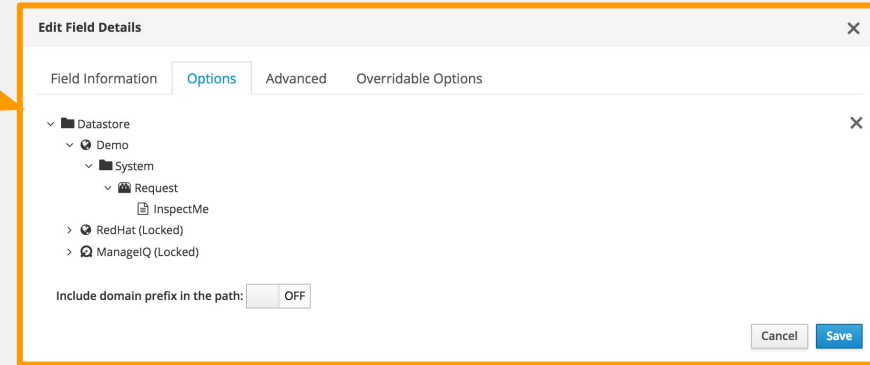 Edit Field Details
Field Information Options Advanced Overridable Options
Datastore
Demo
System
Request
InspectMe
RedHat (Locked)
ManageIQ (Locked)
Include domain prefix in the path: OFF
Cancel Save